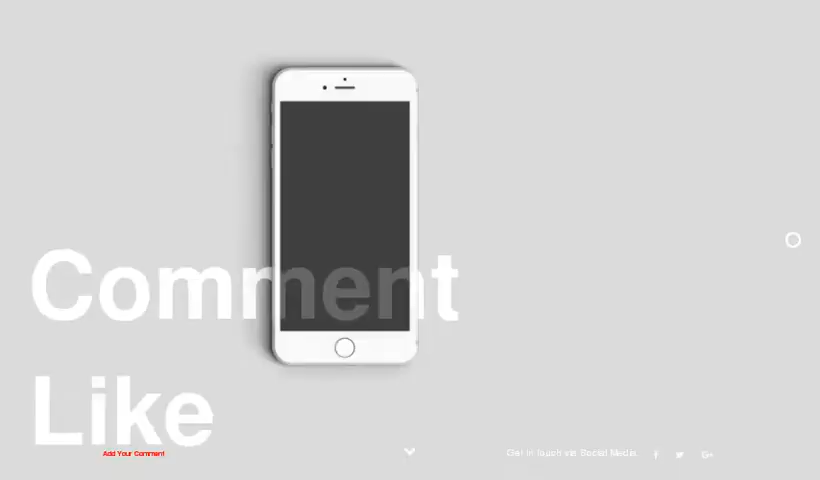 Comment
Like
Add Your Comment
Get in touch via Social Media
G+